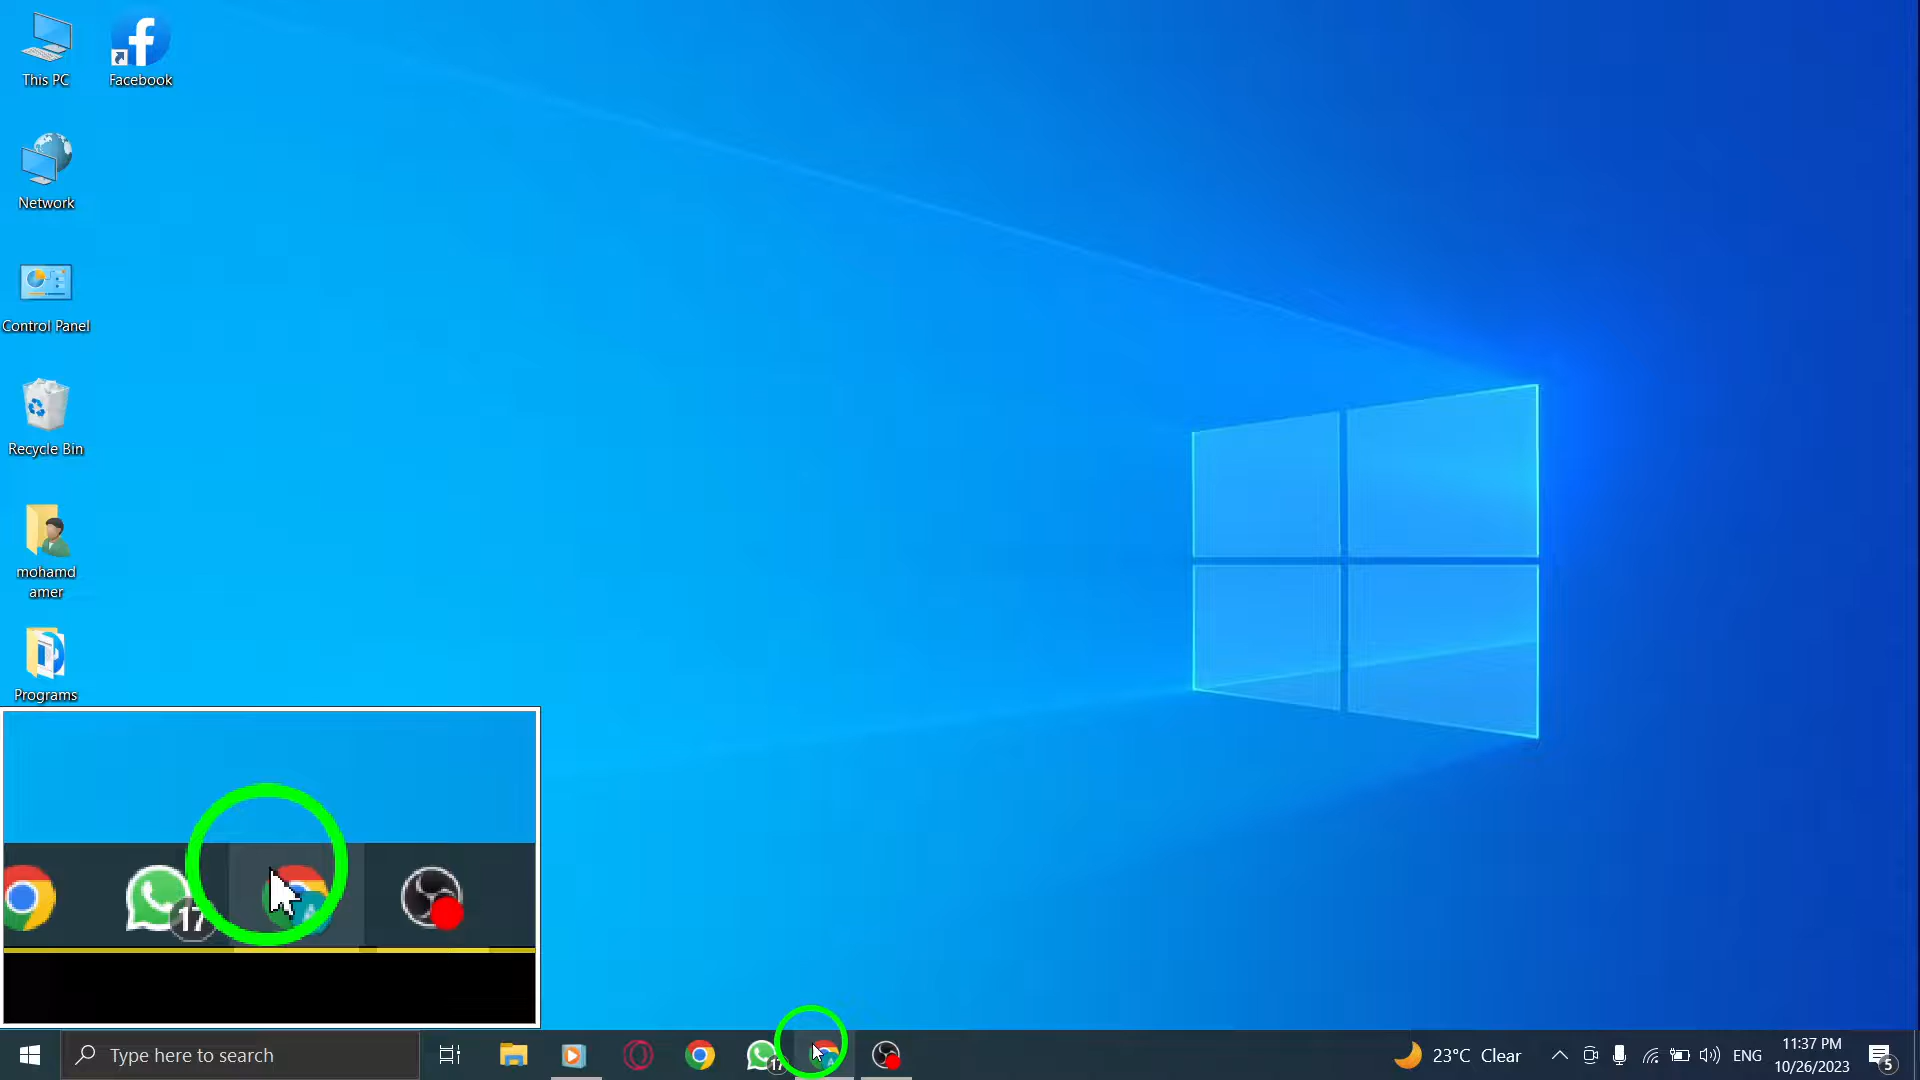 This PC
Facebook
Network
Control Panel
Recycle Bin
mohamd
amer
Programs
17
Type here to search
17
23°C Clear
ENG
11:37 PM
10/26/2023
5